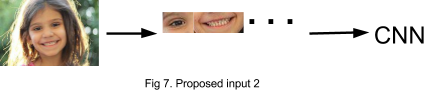 CNN
Fig 7. Proposed input 2